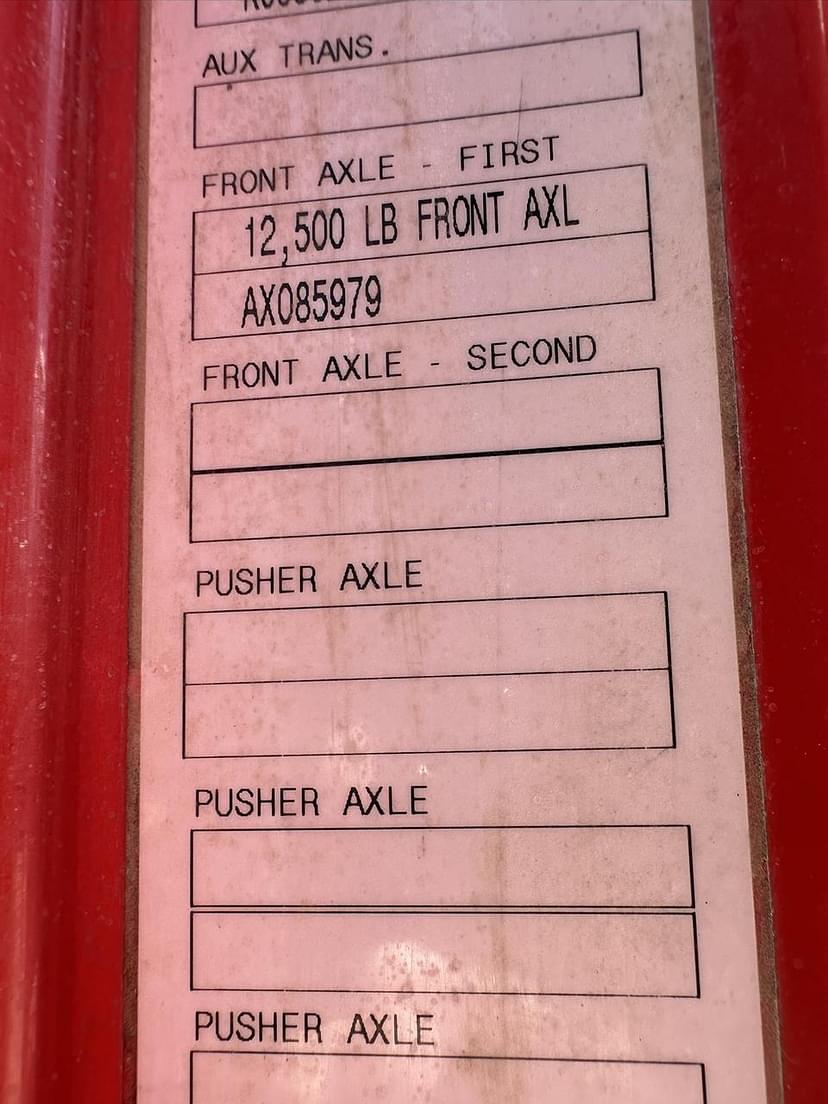 AUX TRANS.
FRONT AXLE - FIRST
12,500 LB FRONT AXL
AX085979
FRONT AXLE - SECOND
PUSHER AXLE
PUSHER AXLE
PUSHER AXLE